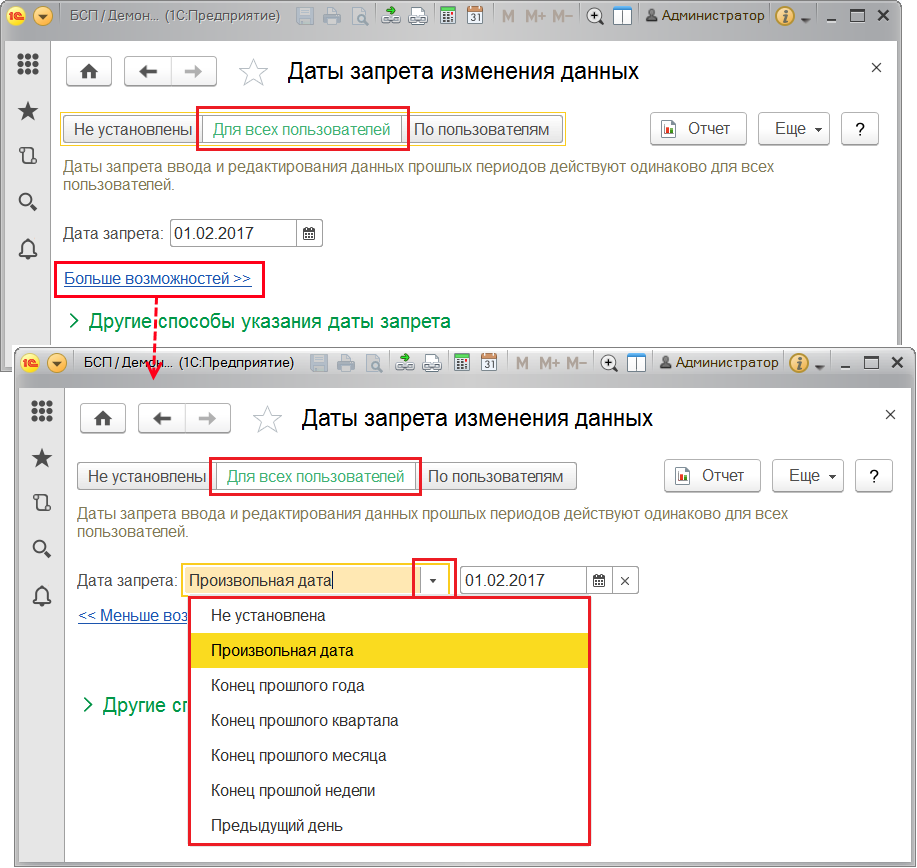 1С БСП / Демон... (1С:Предприятие) 31 M M+ M− Администратор i
Даты запрета изменения данных
Не установлены Для всех пользователей По пользователям Отчет Еще ?
Даты запрета ввода и редактирования данных прошлых периодов действуют одинаково для всех
пользователей.
Дата запрета: 01.02.2017
Больше возможностей >>
Другие способы указания даты запрета
1С БСП / Демон... (1С:Предприятие) 31 M M+ M− Администратор i
Даты запрета изменения данных
Не установлены Для всех пользователей По пользователям Отчет Еще ?
Даты запрета ввода и редактирования данных прошлых периодов действуют одинаково для всех
пользователей.
Дата запрета: Произвольная дата 01.02.2017
<< Меньше воз
Не установлена
Произвольная дата
Конец прошлого года
Другие сп
Конец прошлого квартала
Конец прошлого месяца
Конец прошлой недели
Предыдущий день